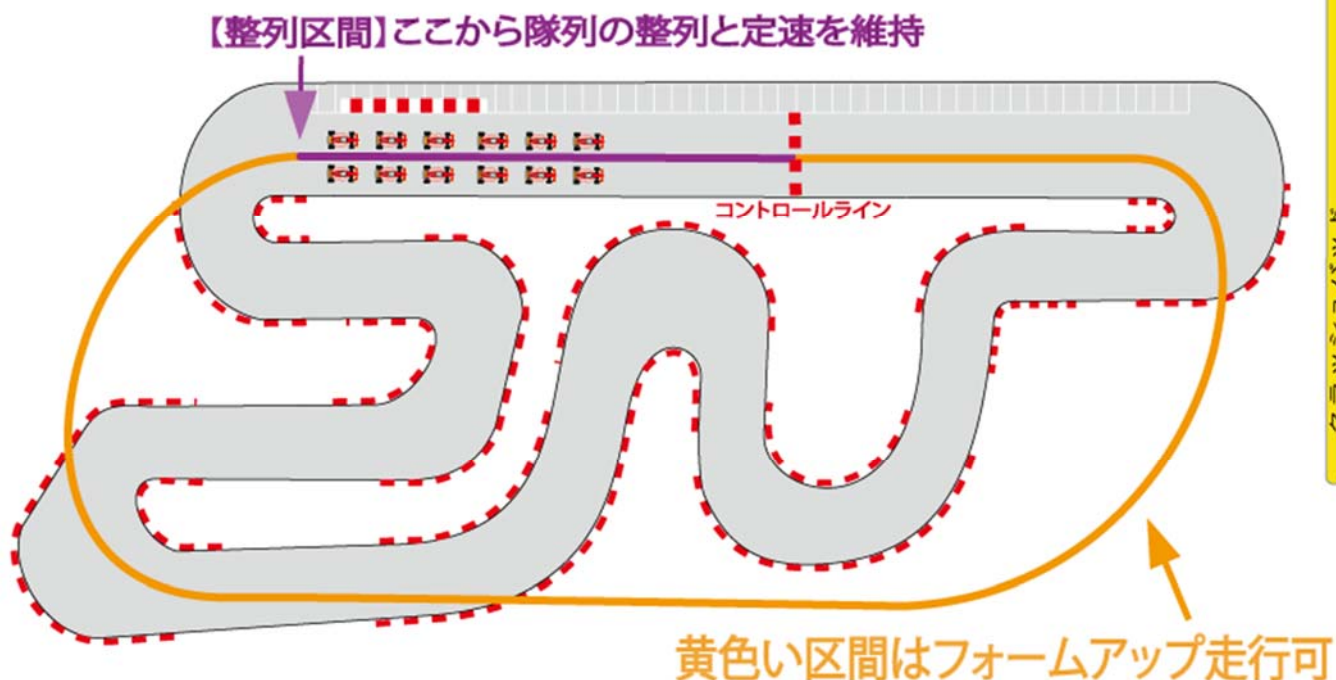 【整列区間】ここから隊列の整列と定速を維持
コントロールライン
黄色い区間はフォームアップ走行可